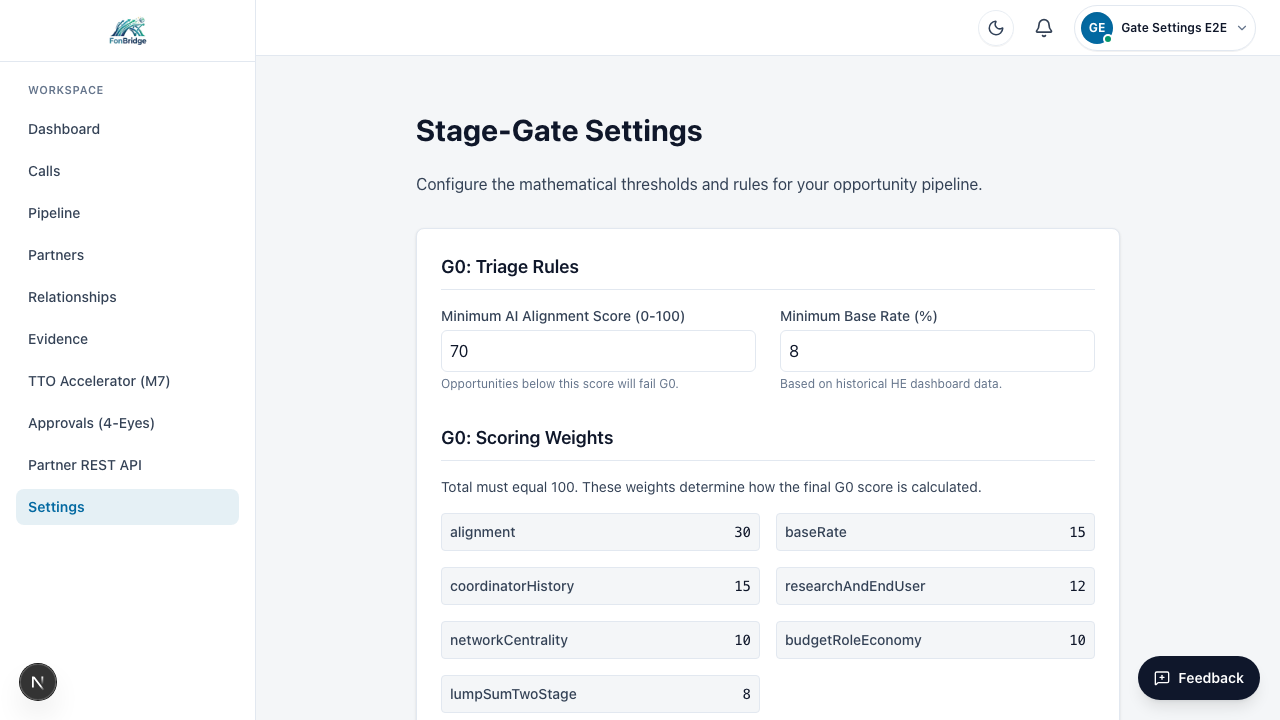 FonBridge
GE
Gate Settings E2E
WORKSPACE
Dashboard
Calls
Pipeline
Partners
Relationships
Evidence
TTO Accelerator (M7)
Approvals (4-Eyes)
Partner REST API
Settings
N
Stage-Gate Settings
Configure the mathematical thresholds and rules for your opportunity pipeline.
G0: Triage Rules
Minimum AI Alignment Score (0-100)
70
Opportunities below this score will fail G0.
Minimum Base Rate (%)
8
Based on historical HE dashboard data.
G0: Scoring Weights
Total must equal 100. These weights determine how the final G0 score is calculated.
alignment 30
baseRate 15
coordinatorHistory 15
researchAndEndUser 12
networkCentrality 10
budgetRoleEconomy 10
lumpSumTwoStage 8
Feedback